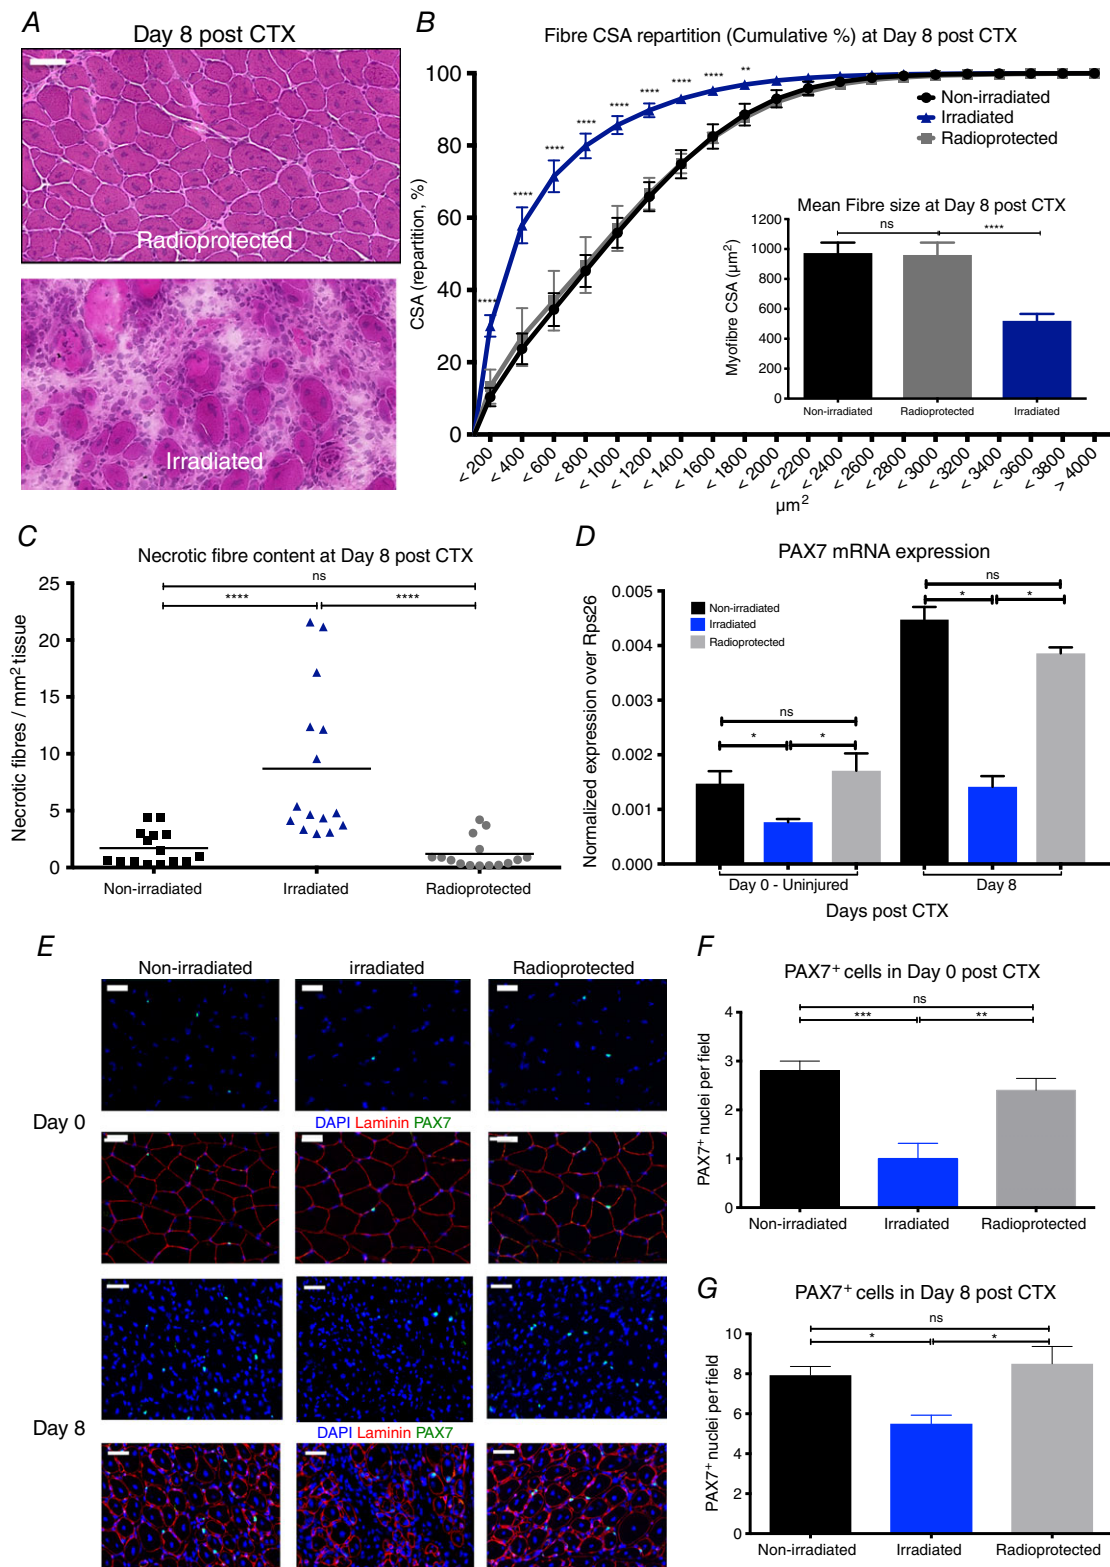 A
Day 8 post CTX
Radioprotected
Irradiated
B
Fibre CSA repartition (Cumulative %) at Day 8 post CTX
CSA (repartition, %)
100
80
60
40
20
0
****
****
****
****
****
****
****
****
**
Non-irradiated
Irradiated
Radioprotected
Mean Fibre size at Day 8 post CTX
Myofibre CSA (µm²)
1200
1000
800
600
400
200
0
ns
****
Non-irradiated
Radioprotected
Irradiated
< 200
< 400
< 600
< 800
< 1000
< 1200
< 1400
< 1600
< 1800
< 2000
< 2200
< 2400
< 2600
< 2800
< 3000
< 3200
< 3400
< 3600
< 3800
> 4000
µm²
C
Necrotic fibre content at Day 8 post CTX
Necrotic fibres / mm² tissue
25
20
15
10
5
0
ns
****
****
Non-irradiated
Irradiated
Radioprotected
D
PAX7 mRNA expression
Normalized expression over Rps26
0.005
0.004
0.003
0.002
0.001
0.000
Non-irradiated
Irradiated
Radioprotected
ns
*
*
ns
*
*
Day 0 - Uninjured
Day 8
Days post CTX
E
Non-irradiated
irradiated
Radioprotected
Day 0
DAPI Laminin PAX7
Day 8
DAPI Laminin PAX7
F
PAX7⁺ cells in Day 0 post CTX
PAX7⁺ nuclei per field
4
3
2
1
0
ns
***
**
Non-irradiated
Irradiated
Radioprotected
G
PAX7⁺ cells in Day 8 post CTX
PAX7⁺ nuclei per field
10
8
6
4
2
0
ns
*
*
Non-irradiated
Irradiated
Radioprotected